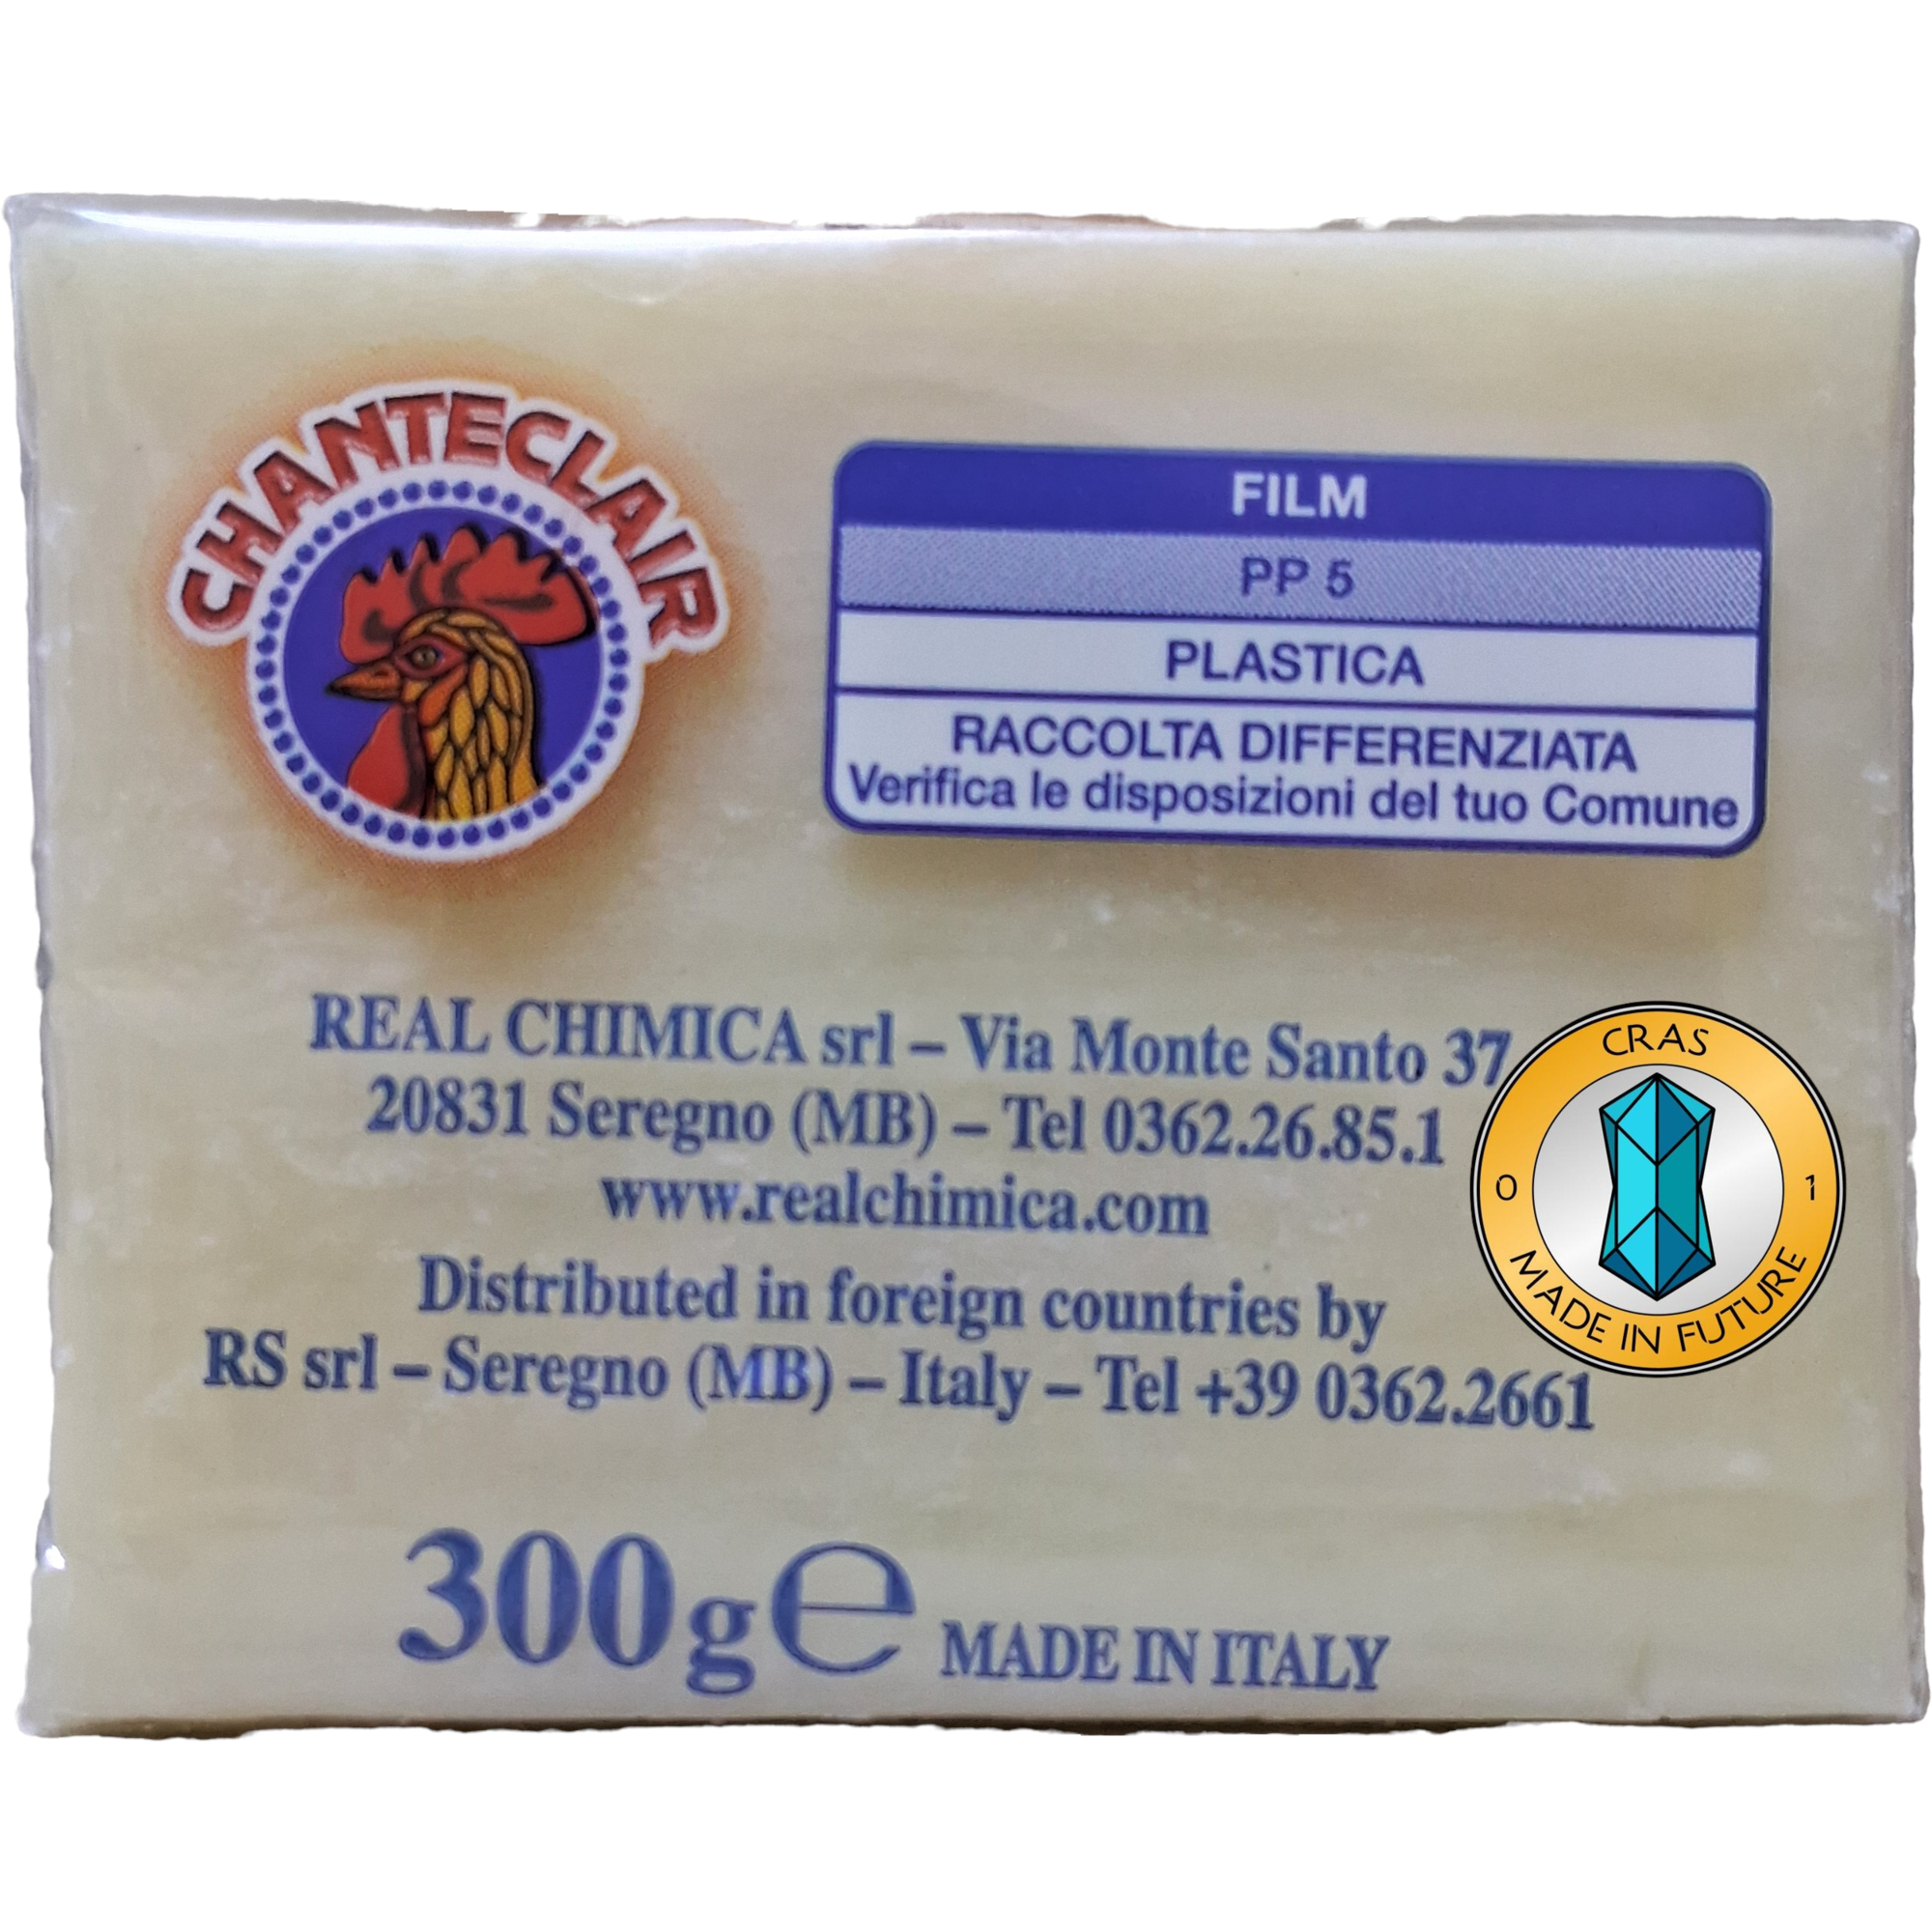 CHANTECLAIR
FILM
PP 5
PLASTICA
RACCOLTA DIFFERENZIATA
Verifica le disposizioni del tuo Comune
REAL CHIMICA srl – Via Monte Santo 37
20831 Seregno (MB) – Tel 0362.26.85.1
www.realchimica.com
Distributed in foreign countries by
RS srl – Seregno (MB) – Italy – Tel +39 0362.2661
CRAS
0 1
MADE IN FUTURE
300 g e MADE IN ITALY